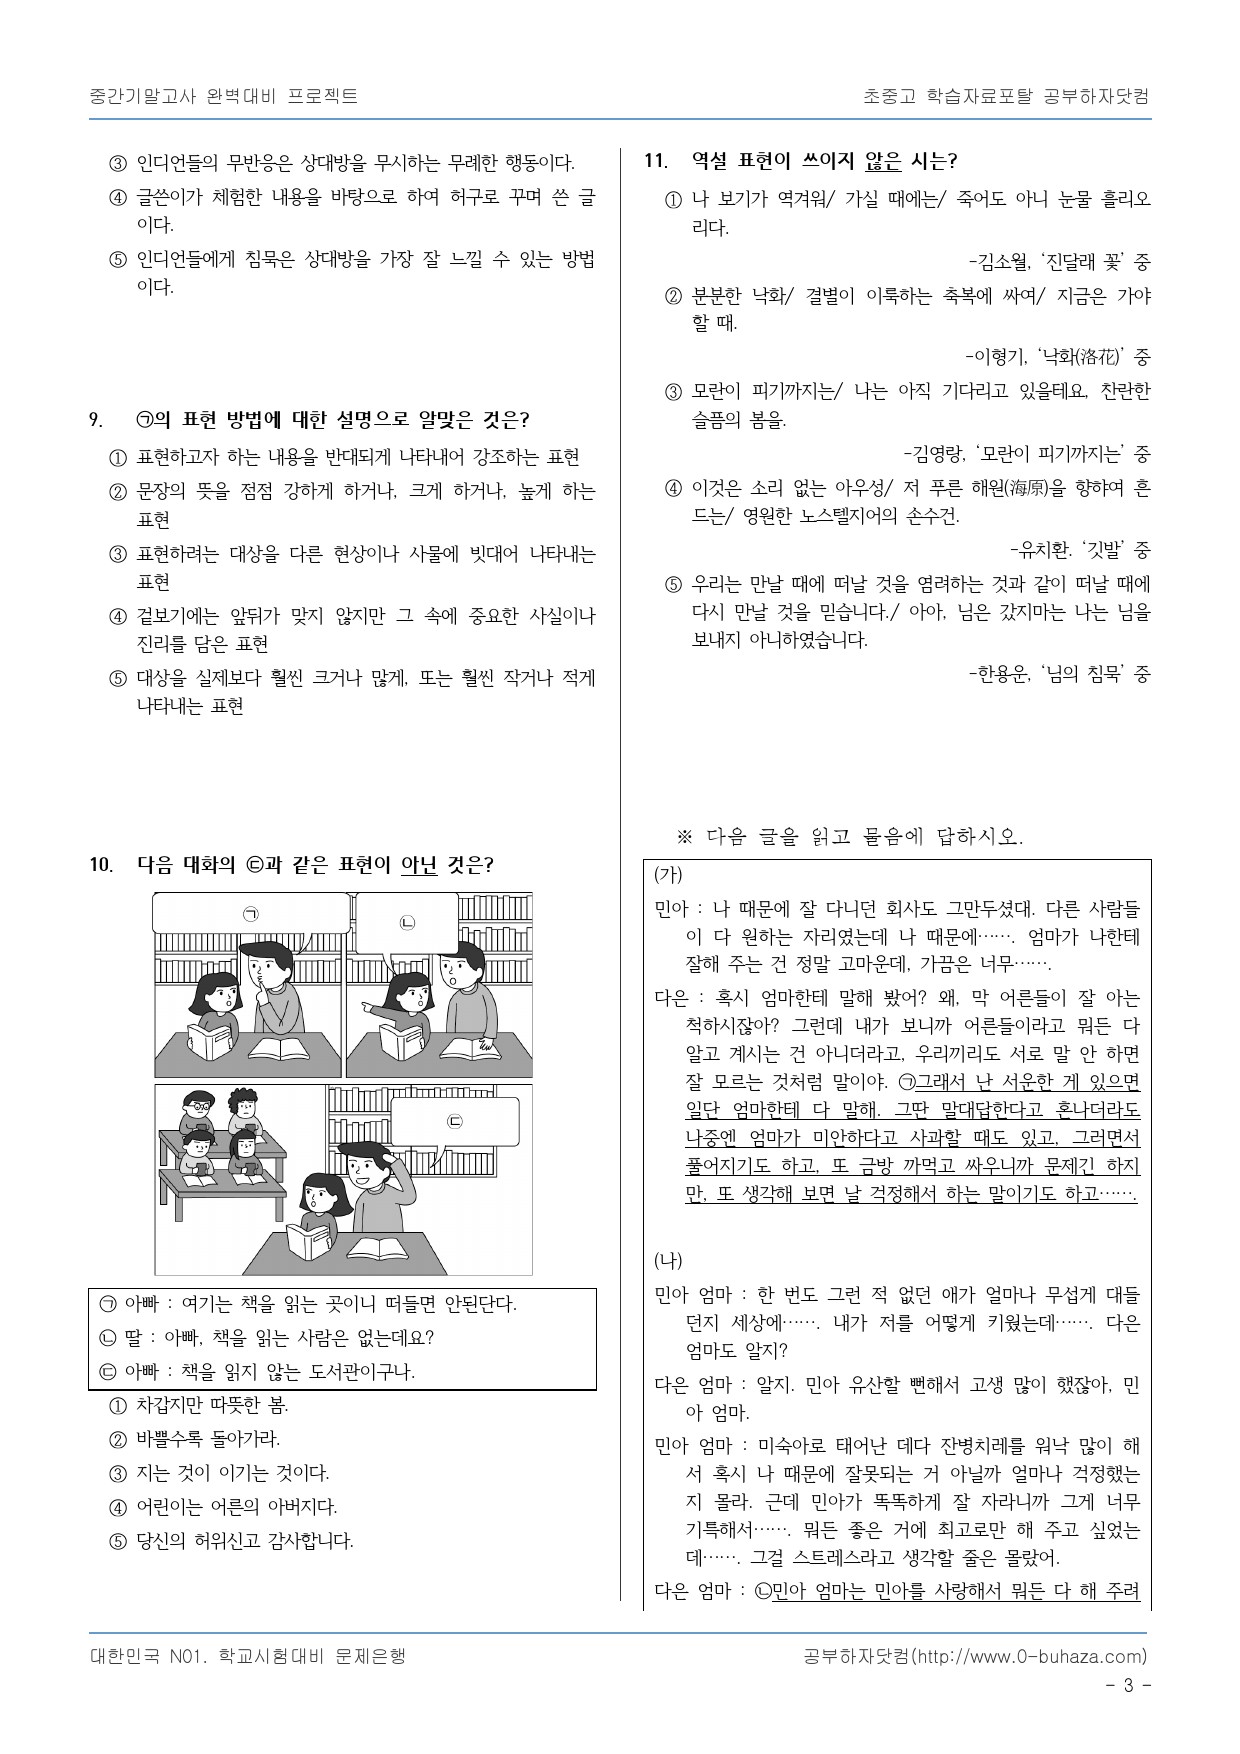 중간기말고사 완벽대비 프로젝트
초중고 학습자료포탈 공부하자닷컴
③ 인디언들의 무반응은 상대방을 무시하는 무례한 행동이다.
④ 글쓴이가 체험한 내용을 바탕으로 하여 허구로 꾸며 쓴 글
이다.
⑤ 인디언들에게 침묵은 상대방을 가장 잘 느낄 수 있는 방법
이다.
9. ㉠의 표현 방법에 대한 설명으로 알맞은 것은?
① 표현하고자 하는 내용을 반대되게 나타내어 강조하는 표현
② 문장의 뜻을 점점 강하게 하거나, 크게 하거나, 높게 하는
표현
③ 표현하려는 대상을 다른 현상이나 사물에 빗대어 나타내는
표현
④ 겉보기에는 앞뒤가 맞지 않지만 그 속에 중요한 사실이나
진리를 담은 표현
⑤ 대상을 실제보다 훨씬 크거나 많게, 또는 훨씬 작거나 적게
나타내는 표현
10. 다음 대화의 ㉢과 같은 표현이 아닌 것은?
㉠
㉡
㉢
㉠ 아빠 : 여기는 책을 읽는 곳이니 떠들면 안된단다.
㉡ 딸 : 아빠, 책을 읽는 사람은 없는데요?
㉢ 아빠 : 책을 읽지 않는 도서관이구나.
① 차갑지만 따뜻한 봄.
② 바쁠수록 돌아가라.
③ 지는 것이 이기는 것이다.
④ 어린이는 어른의 아버지다.
⑤ 당신의 허위신고 감사합니다.
11. 역설 표현이 쓰이지 않은 시는?
① 나 보기가 역겨워/ 가실 때에는/ 죽어도 아니 눈물 흘리오
리다.
-김소월, ‘진달래 꽃’ 중
② 분분한 낙화/ 결별이 이룩하는 축복에 싸여/ 지금은 가야
할 때.
-이형기, ‘낙화(洛花)’ 중
③ 모란이 피기까지는/ 나는 아직 기다리고 있을테요, 찬란한
슬픔의 봄을.
-김영랑, ‘모란이 피기까지는’ 중
④ 이것은 소리 없는 아우성/ 저 푸른 해원(海原)을 향햐여 흔
드는/ 영원한 노스텔지어의 손수건.
-유치환. ‘깃발’ 중
⑤ 우리는 만날 때에 떠날 것을 염려하는 것과 같이 떠날 때에
다시 만날 것을 믿습니다./ 아아, 님은 갔지마는 나는 님을
보내지 아니하였습니다.
-한용운, ‘님의 침묵’ 중
※ 다음 글을 읽고 물음에 답하시오.
(가)
민아 : 나 때문에 잘 다니던 회사도 그만두셨대. 다른 사람들
이 다 원하는 자리였는데 나 때문에……. 엄마가 나한테
잘해 주는 건 정말 고마운데, 가끔은 너무…….
다은 : 혹시 엄마한테 말해 봤어? 왜, 막 어른들이 잘 아는
척하시잖아? 그런데 내가 보니까 어른들이라고 뭐든 다
알고 계시는 건 아니더라고, 우리끼리도 서로 말 안 하면
잘 모르는 것처럼 말이야. ㉠그래서 난 서운한 게 있으면
일단 엄마한테 다 말해. 그딴 말대답한다고 혼나더라도
나중엔 엄마가 미안하다고 사과할 때도 있고, 그러면서
풀어지기도 하고, 또 금방 까먹고 싸우니까 문제긴 하지
만, 또 생각해 보면 날 걱정해서 하는 말이기도 하고…….
(나)
민아 엄마 : 한 번도 그런 적 없던 애가 얼마나 무섭게 대들
던지 세상에……. 내가 저를 어떻게 키웠는데……. 다은
엄마도 알지?
다은 엄마 : 알지. 민아 유산할 뻔해서 고생 많이 했잖아, 민
아 엄마.
민아 엄마 : 미숙아로 태어난 데다 잔병치레를 워낙 많이 해
서 혹시 나 때문에 잘못되는 거 아닐까 얼마나 걱정했는
지 몰라. 근데 민아가 똑똑하게 잘 자라니까 그게 너무
기특해서……. 뭐든 좋은 거에 최고로만 해 주고 싶었는
데……. 그걸 스트레스라고 생각할 줄은 몰랐어.
다은 엄마 : ㉡민아 엄마는 민아를 사랑해서 뭐든 다 해 주려
대한민국 N01. 학교시험대비 문제은행
공부하자닷컴(http://www.0-buhaza.com)
- 3 -